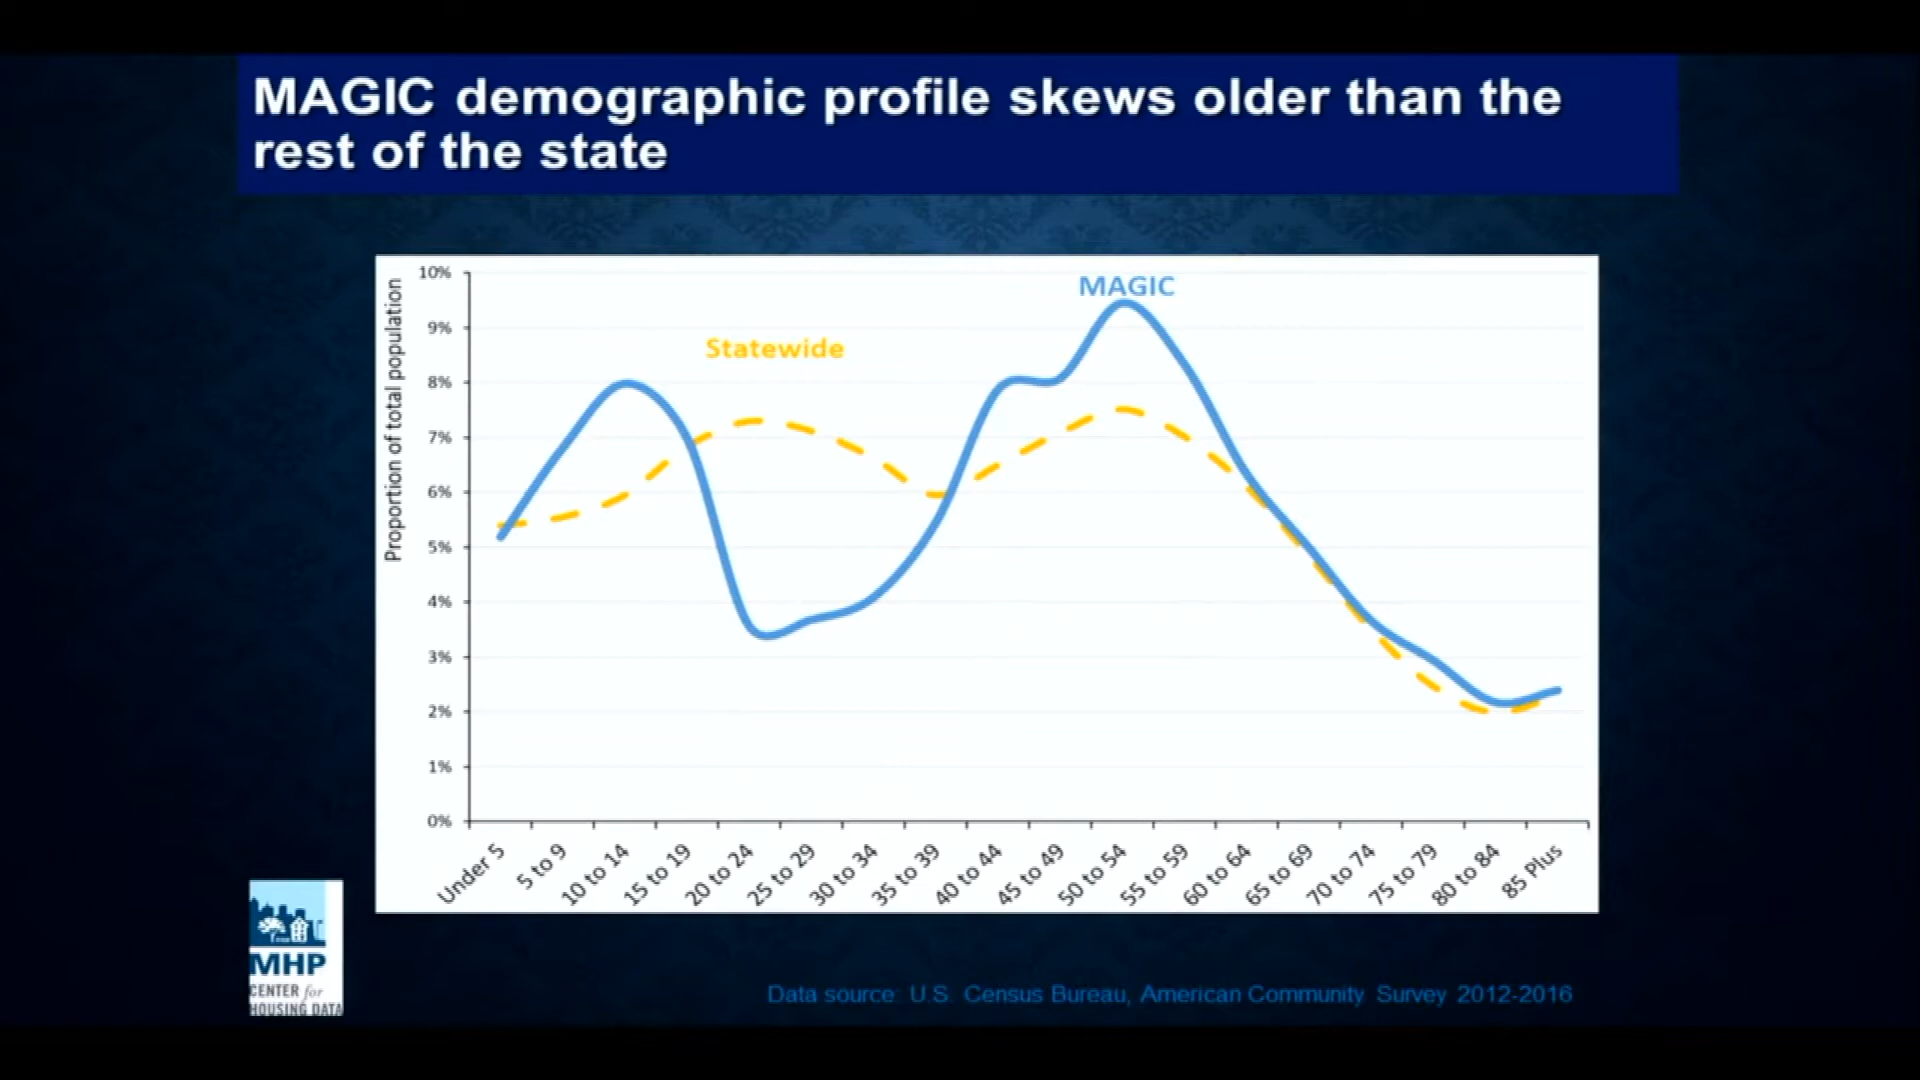 MAGIC demographic profile skews older than the
rest of the state
Proportion of total population
10%
9%
8%
7%
6%
5%
4%
3%
2%
1%
0%
MAGIC
Statewide
Under 5
5 to 9
10 to 14
15 to 19
20 to 24
25 to 29
30 to 34
35 to 39
40 to 44
45 to 49
50 to 54
55 to 59
60 to 64
65 to 69
70 to 74
75 to 79
80 to 84
85 Plus
MHP
CENTER for
HOUSING DATA
Data source: U.S. Census Bureau, American Community Survey 2012-2016